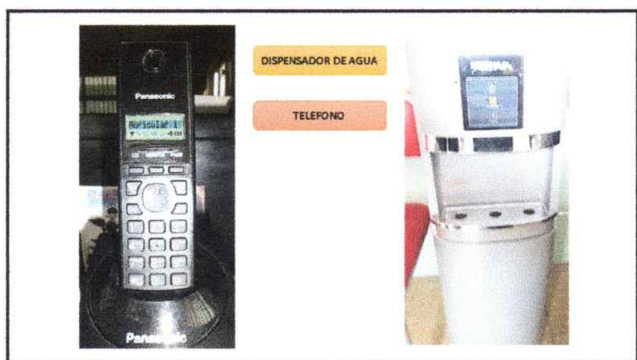 Panasonic
Auricular 1
Panasonic
DISPENSADOR DE AGUA
TELEFONO